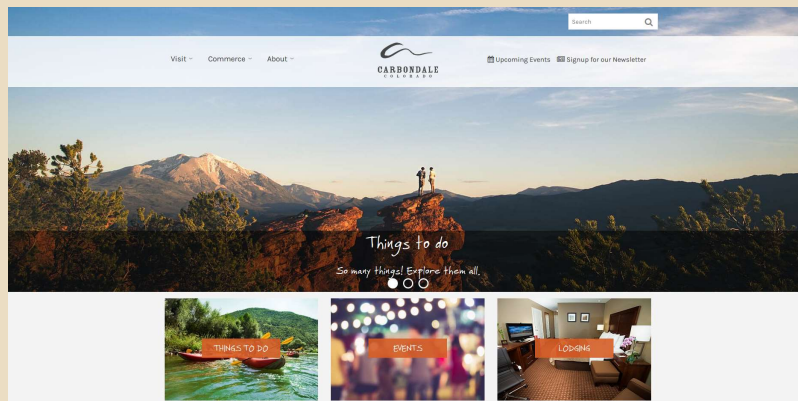 Search
Visit
Commerce
About
CARBONDALE
COLORADO
Upcoming Events
Signup for our Newsletter
Things to do
So many things! Explore them all.
THINGS TO DO
EVENTS
LODGING